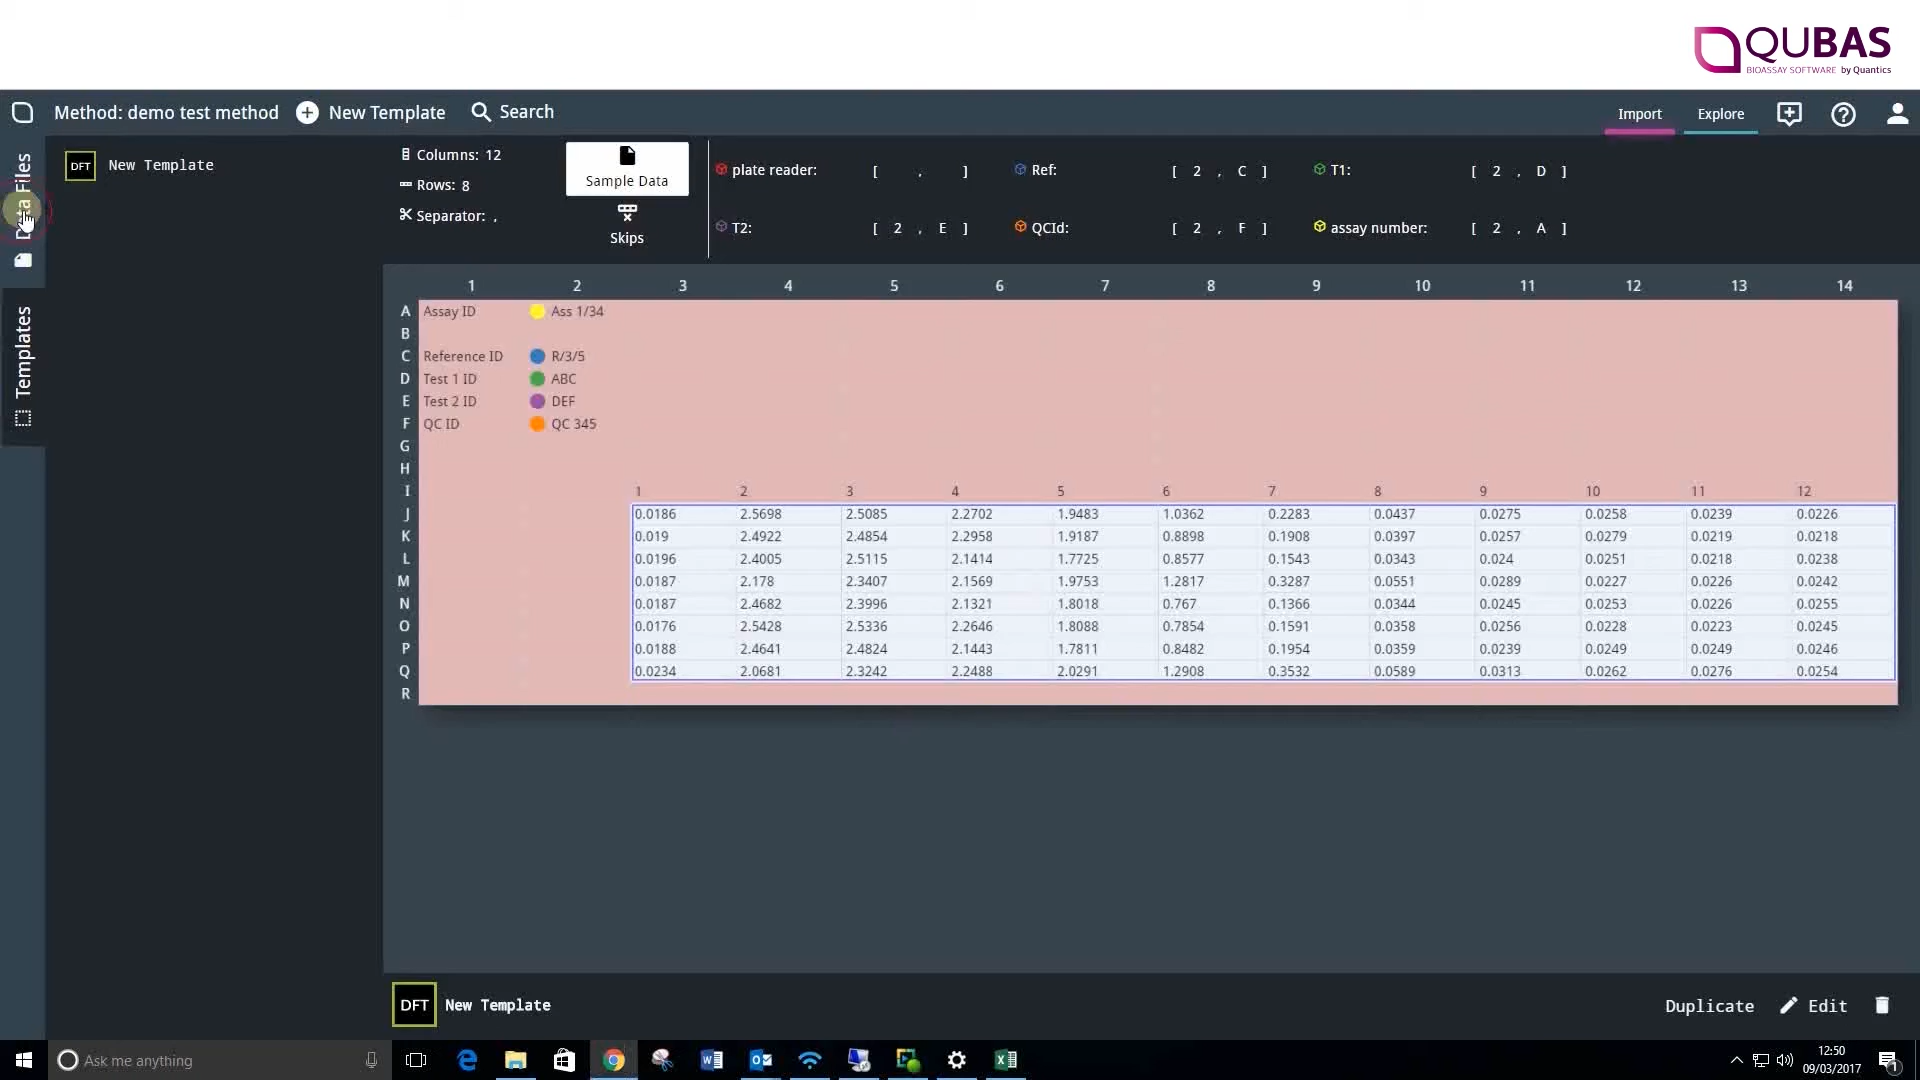 QUBAS
BIOASSAY SOFTWARE by Quantics
Method: demo test method
New Template
Search
Import
Explore
Data Files
Templates
DFT New Template
Columns: 12
Rows: 8
Separator: ,
Sample Data
Skips
plate reader: [ , ]
Ref: [ 2 , C ]
T1: [ 2 , D ]
T2: [ 2 , E ]
QCId: [ 2 , F ]
assay number: [ 2 , A ]
1 2 3 4 5 6 7 8 9 10 11 12 13 14
A Assay ID Ass 1/34
B
C Reference ID R/3/5
D Test 1 ID ABC
E Test 2 ID DEF
F QC ID QC 345
G
H
I 1 2 3 4 5 6 7 8 9 10 11 12
J 0.0186 2.5698 2.5085 2.2702 1.9483 1.0362 0.2283 0.0437 0.0275 0.0258 0.0239 0.0226
K 0.019 2.4922 2.4854 2.2958 1.9187 0.8898 0.1908 0.0397 0.0257 0.0279 0.0219 0.0218
L 0.0196 2.4005 2.5115 2.1414 1.7725 0.8577 0.1543 0.0343 0.024 0.0251 0.0218 0.0238
M 0.0187 2.178 2.3407 2.1569 1.9753 1.2817 0.3287 0.0551 0.0289 0.0227 0.0226 0.0242
N 0.0187 2.4682 2.3996 2.1321 1.8018 0.767 0.1366 0.0344 0.0245 0.0253 0.0226 0.0255
O 0.0176 2.5428 2.5336 2.2646 1.8088 0.7854 0.1591 0.0358 0.0256 0.0228 0.0223 0.0245
P 0.0188 2.4641 2.4824 2.1443 1.7811 0.8482 0.1954 0.0359 0.0239 0.0249 0.0249 0.0246
Q 0.0234 2.0681 2.3242 2.2488 2.0291 1.2908 0.3532 0.0589 0.0313 0.0262 0.0276 0.0254
R
DFT New Template
Duplicate
Edit
Ask me anything
12:50
09/03/2017
1